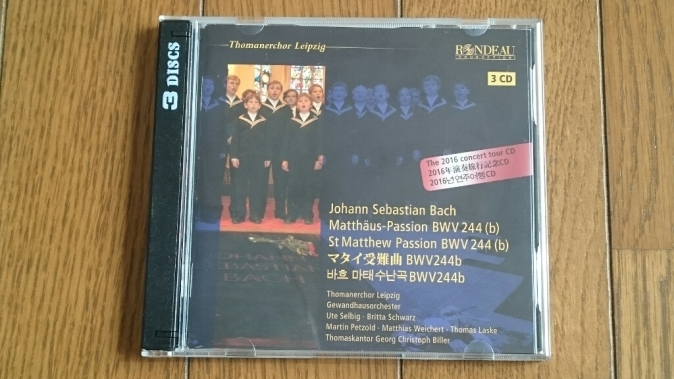 3 DISCS
Thomanerchor Leipzig
RONDEAU
3 CD
The 2016 concert tour CD
2016年演奏旅行記念CD
2016년연주여행CD
Johann Sebastian Bach
Matthäus-Passion BWV 244 (b)
St Matthew Passion BWV 244 (b)
マタイ受難曲 BWV244b
바흐 마태수난곡 BWV244b
Thomanerchor Leipzig
Gewandhausorchester
Ute Selbig · Britta Schwarz
Martin Petzold · Matthias Weichert · Thomas Laske
Thomaskantor Georg Christoph Biller
JOHANN
SEBASTIAN
BACH